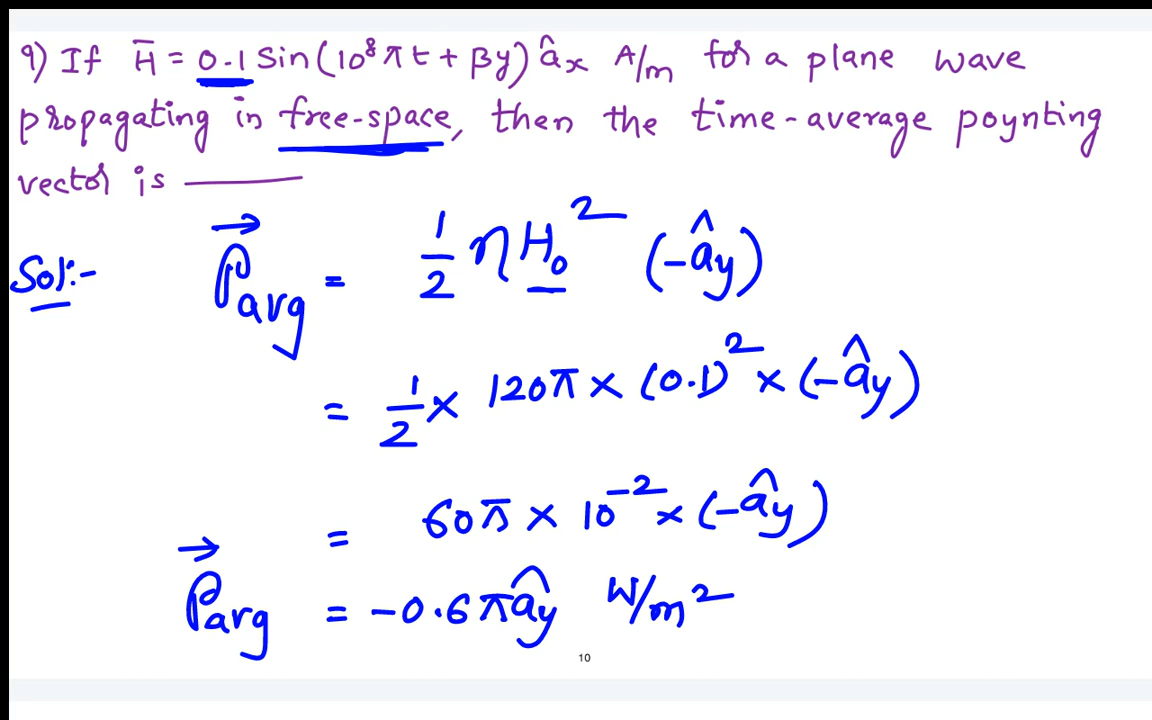 9) If H̄ = 0.1 Sin(10⁸πt + βy) âx A/m for a plane wave
propagating in free-space, then the time-average poynting
vector is ______
Sol:- P⃗avg = 1/2 η H₀² (-ây)
= 1/2 × 120π × (0.1)² × (-ây)
= 60π × 10⁻² × (-ây)
P⃗avg = -0.6πây W/m²
10